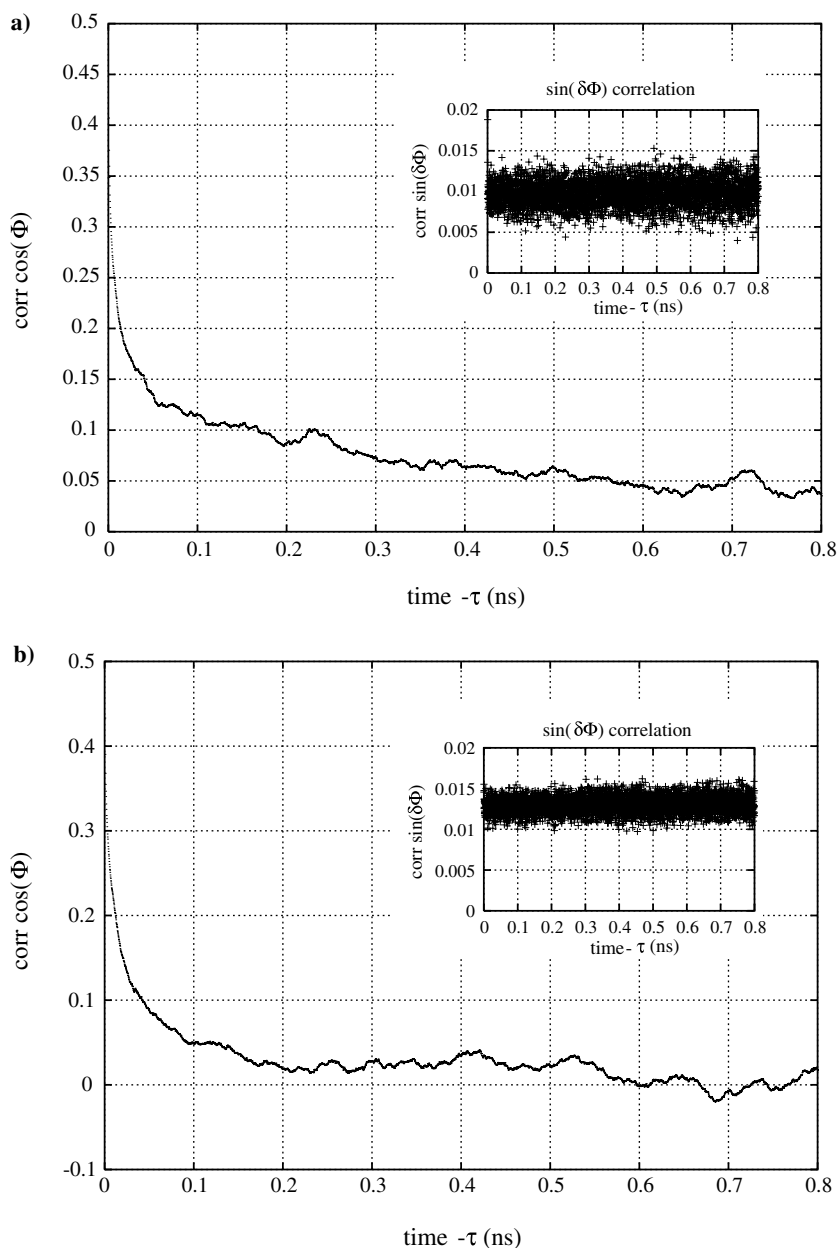 a)
0.5
0.45
0.4
0.35
0.3
0.25
0.2
0.15
0.1
0.05
0
corr cos(Φ)
0 0.1 0.2 0.3 0.4 0.5 0.6 0.7 0.8
time -τ (ns)
sin(δΦ) correlation
0.02
0.015
0.01
0.005
0
corr sin(δΦ)
0 0.1 0.2 0.3 0.4 0.5 0.6 0.7 0.8
time- τ (ns)
b)
0.5
0.4
0.3
0.2
0.1
0
-0.1
corr cos(Φ)
0 0.1 0.2 0.3 0.4 0.5 0.6 0.7 0.8
time -τ (ns)
sin(δΦ) correlation
0.02
0.015
0.01
0.005
0
corr sin(δΦ)
0 0.1 0.2 0.3 0.4 0.5 0.6 0.7 0.8
time- τ (ns)